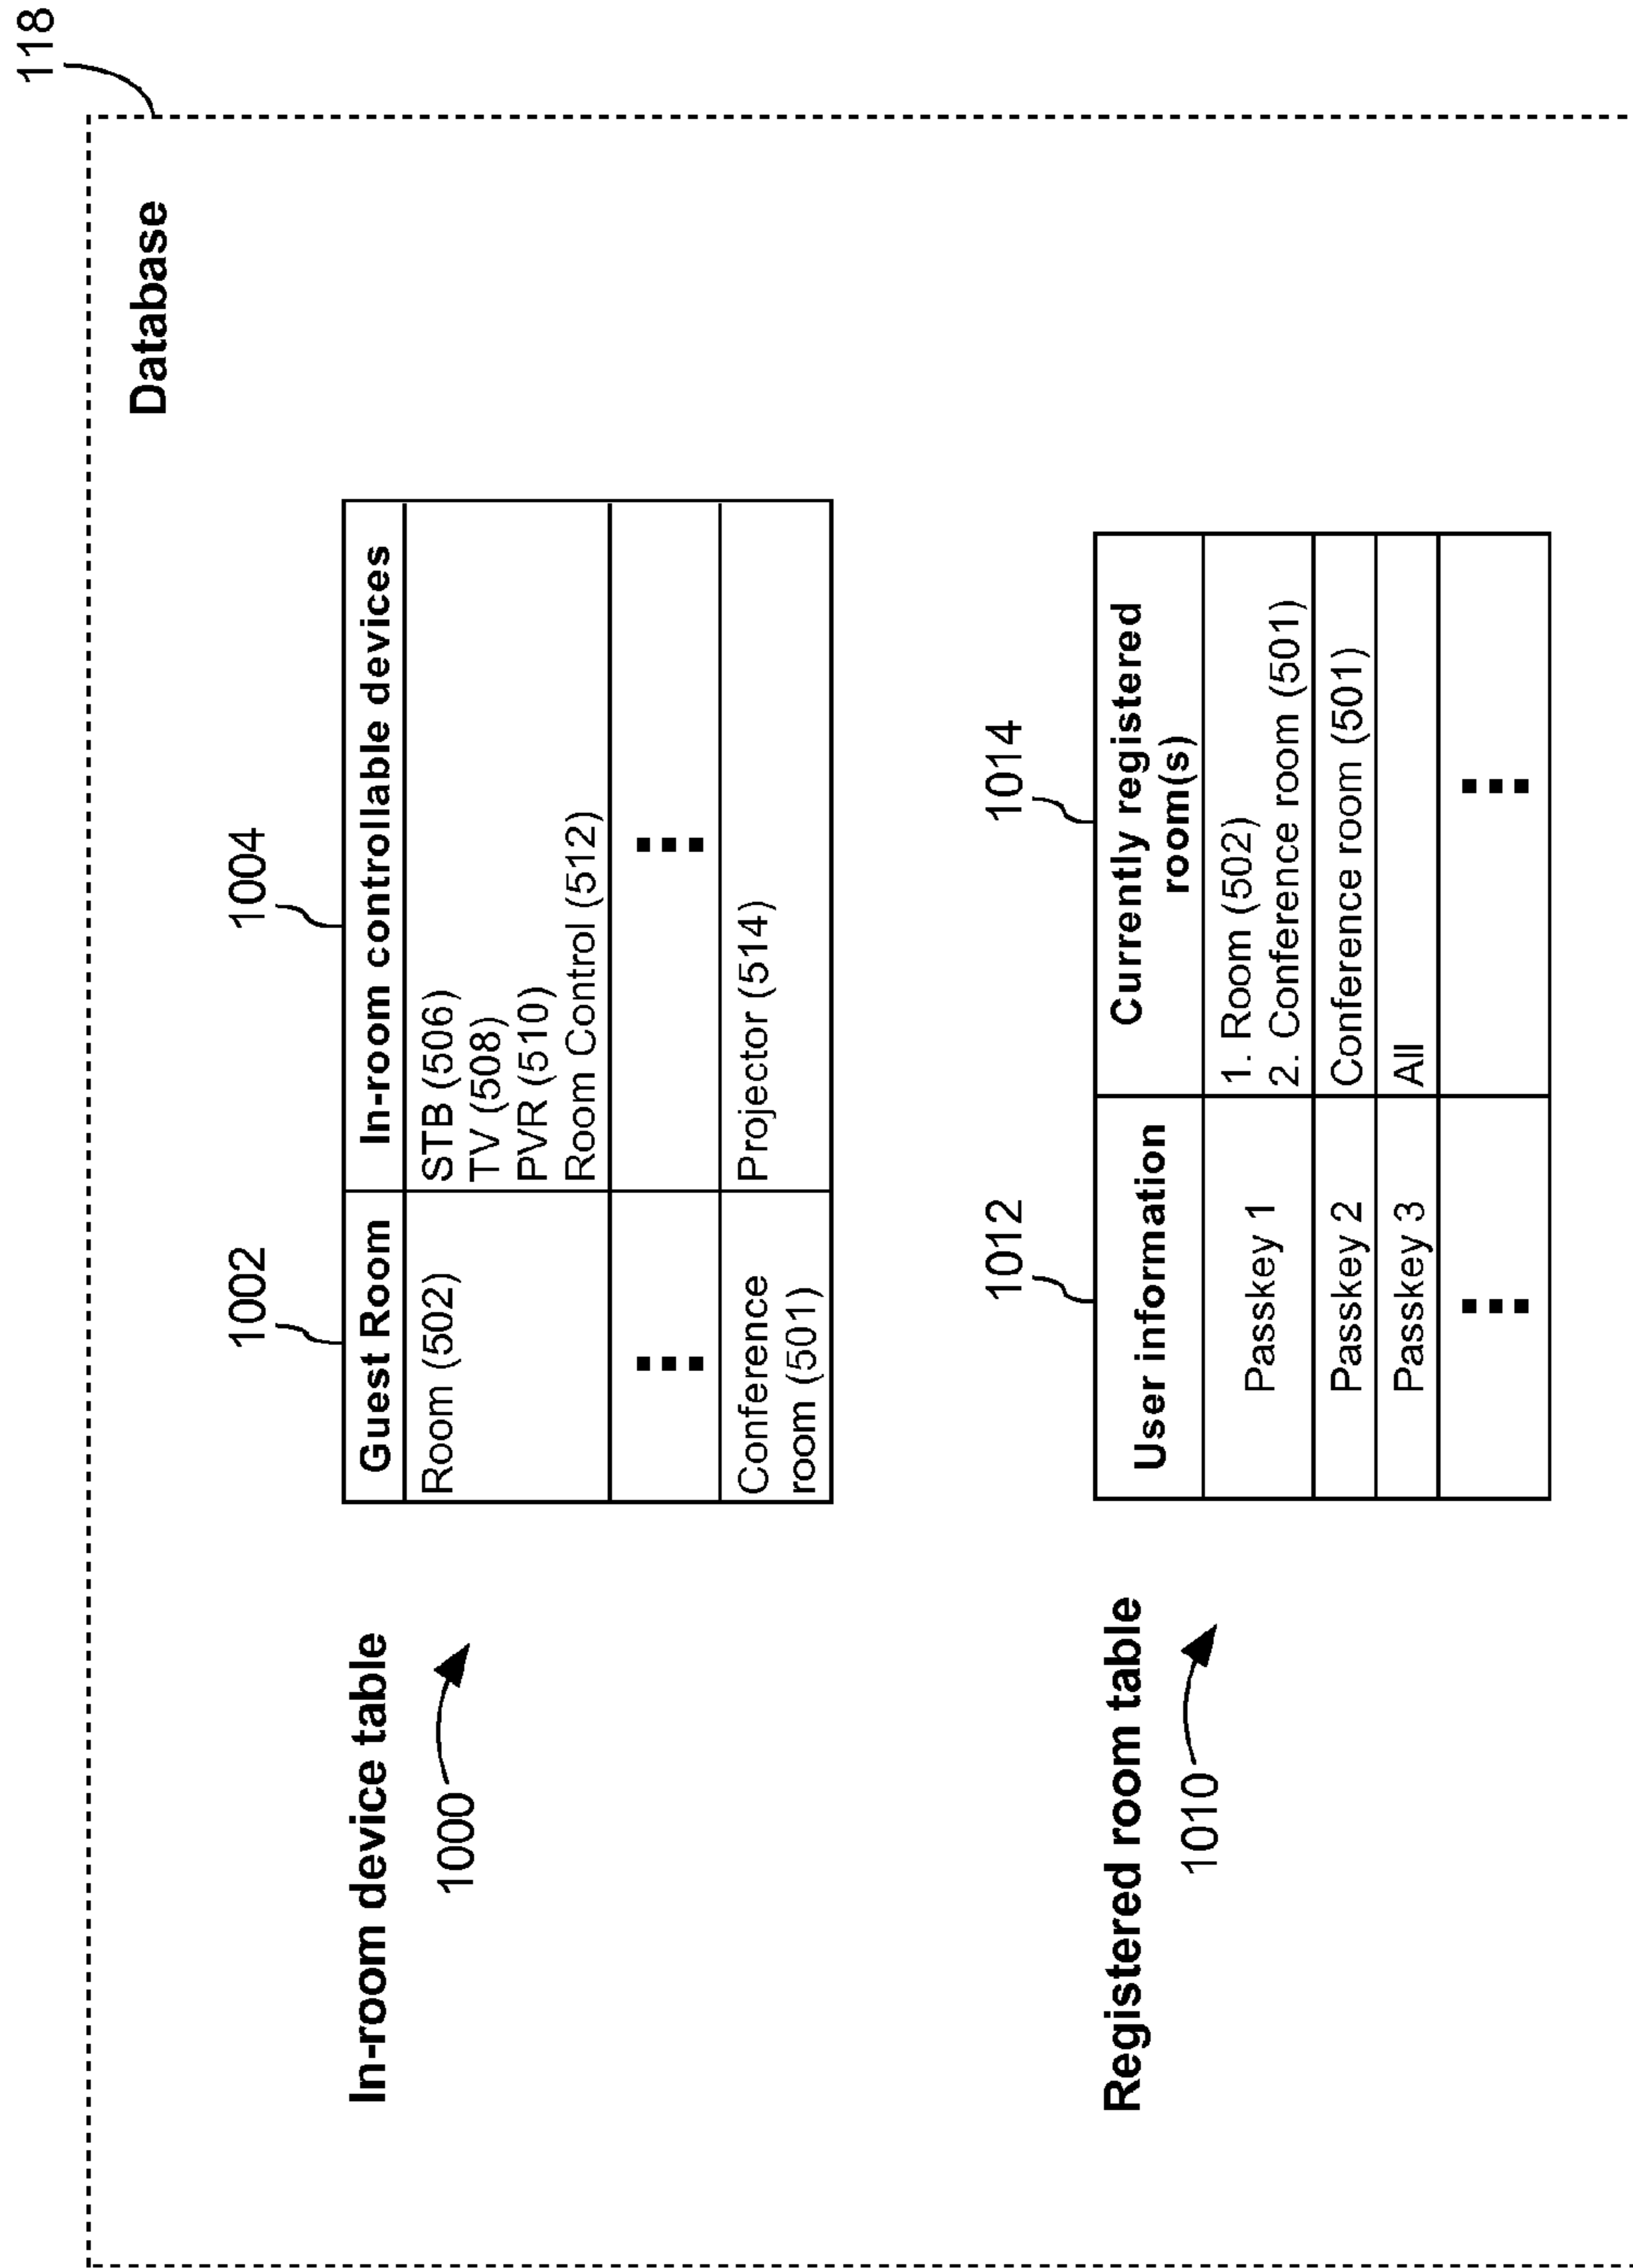 118
Database
1002
1004
In-room device table
1000
Guest Room
In-room controllable devices
Room (502)
STB (506)
TV (508)
PVR (510)
Room Control (512)
Conference
room (501)
Projector (514)
1012
1014
Registered room table
1010
User information
Currently registered
room(s)
Passkey 1
1. Room (502)
2. Conference room (501)
Passkey 2
Conference room (501)
Passkey 3
All